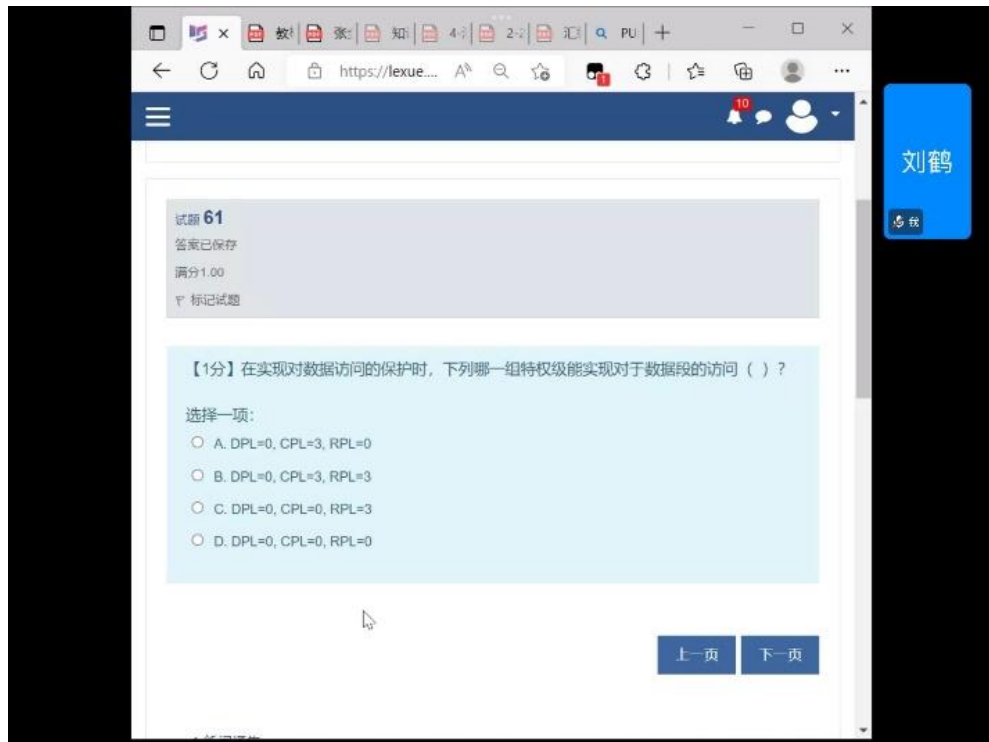 https://lexue....
PU
10
刘鹤
我
试题 61
答案已保存
满分1.00
标记试题
【1分】在实现对数据访问的保护时，下列哪一组特权级能实现对于数据段的访问（ ）?
选择一项:
A. DPL=0, CPL=3, RPL=0
B. DPL=0, CPL=3, RPL=3
C. DPL=0, CPL=0, RPL=3
D. DPL=0, CPL=0, RPL=0
上一页
下一页